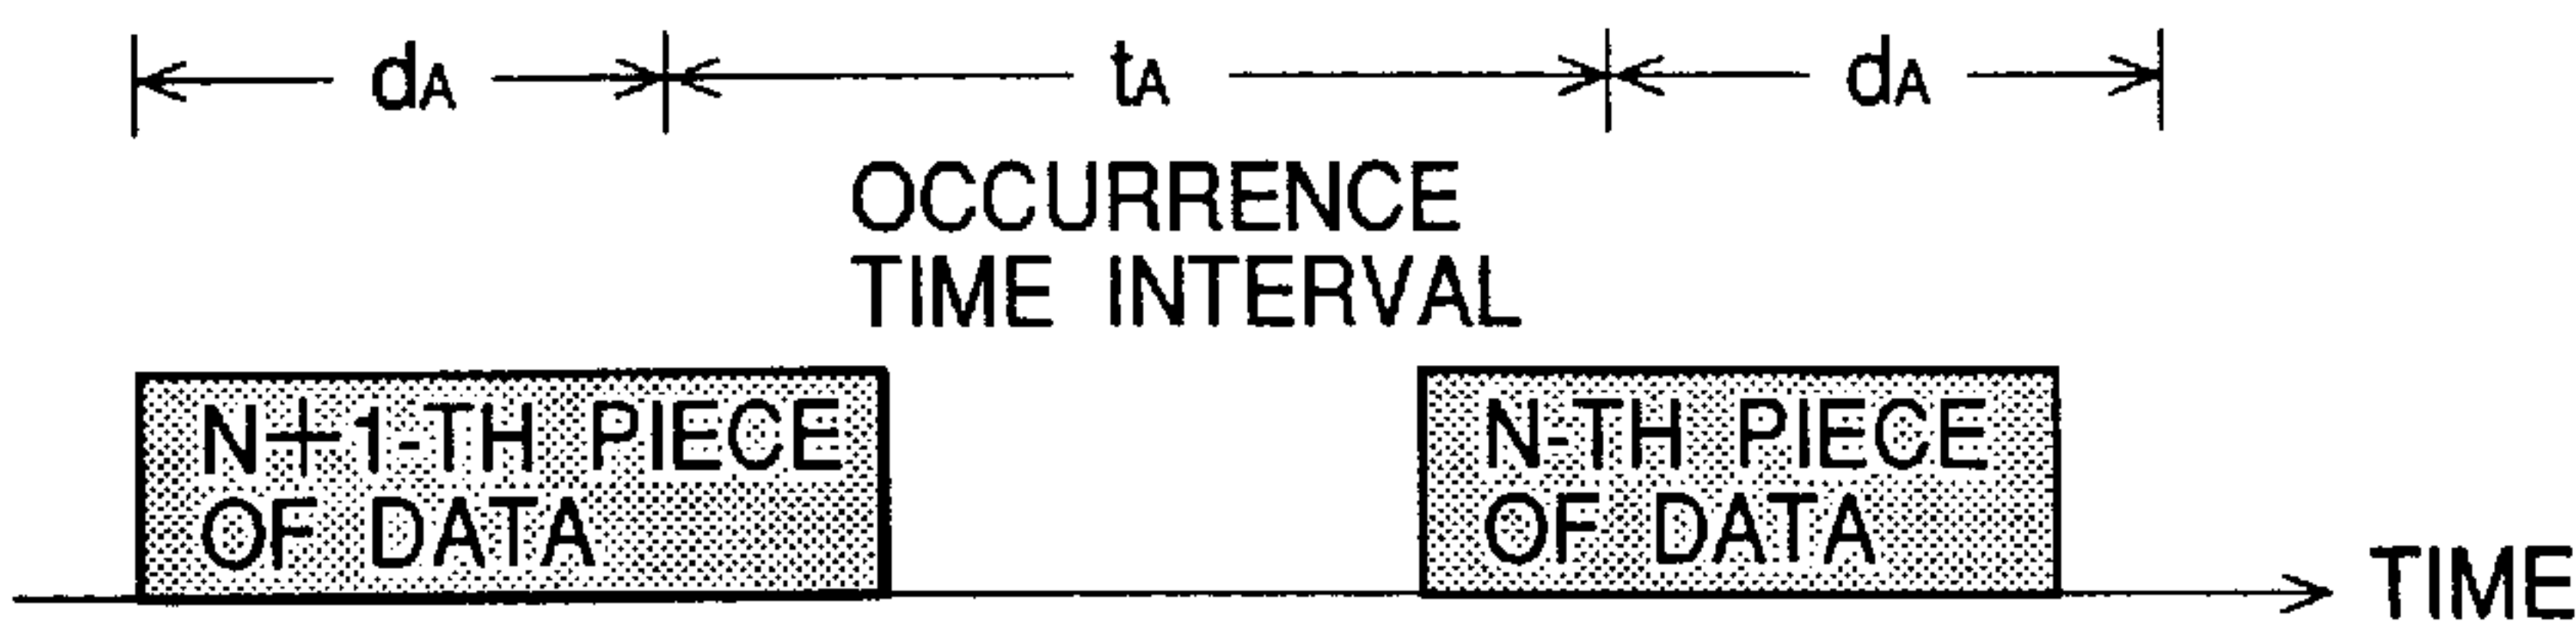 dA tA dA
OCCURRENCE
TIME INTERVAL
N+1-TH PIECE
OF DATA
N-TH PIECE
OF DATA
TIME